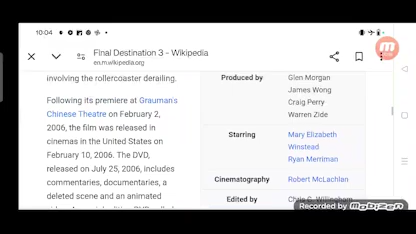 10:04
Final Destination 3 - Wikipedia
en.m.wikipedia.org
involving the rollercoaster derailing.
Following its premiere at Grauman's
Chinese Theatre on February 2,
2006, the film was released in
cinemas in the United States on
February 10, 2006. The DVD,
released on July 25, 2006, includes
commentaries, documentaries, a
deleted scene and an animated
Produced by
Glen Morgan
James Wong
Craig Perry
Warren Zide
Starring
Mary Elizabeth
Winstead
Ryan Merriman
Cinematography
Robert McLachlan
Edited by
Chris G. Willingham
Recorded by Mobizen